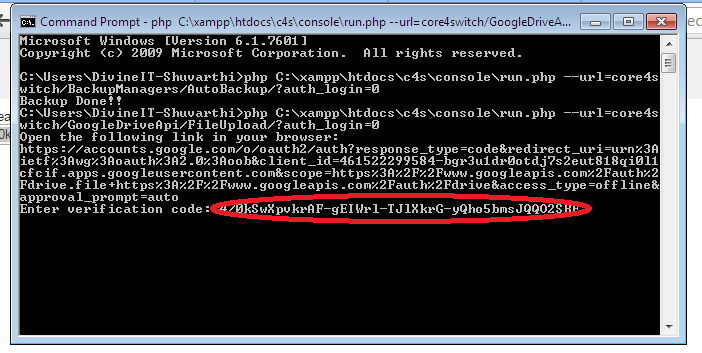 Command Prompt - php  C:\xampp\htdocs\c4s\console\run.php --url=core4switch/GoogleDriveA...
Microsoft Windows [Version 6.1.7601]
Copyright (c) 2009 Microsoft Corporation.  All rights reserved.
C:\Users\DivineIT-Shuvarthi>php C:\xampp\htdocs\c4s\console\run.php --url=core4s
witch/BackupManagers/AutoBackup/?auth_login=0
Backup Done!!
C:\Users\DivineIT-Shuvarthi>php C:\xampp\htdocs\c4s\console\run.php --url=core4s
witch/GoogleDriveApi/FileUpload/?auth_login=0
Open the following link in your browser:
https://accounts.google.com/o/oauth2/auth?response_type=code&redirect_uri=urn%3A
ietf%3Awg%3Aoauth%3A2.0%3Aoob&client_id=461522299584-bgr3u1dr0otdj7s2eut818qi0l1
cfcif.apps.googleusercontent.com&scope=https%3A%2F%2Fwww.googleapis.com%2Fauth%2
Fdrive.file+https%3A%2F%2Fwww.googleapis.com%2Fauth%2Fdrive&access_type=offline&
approval_prompt=auto
Enter verification code: